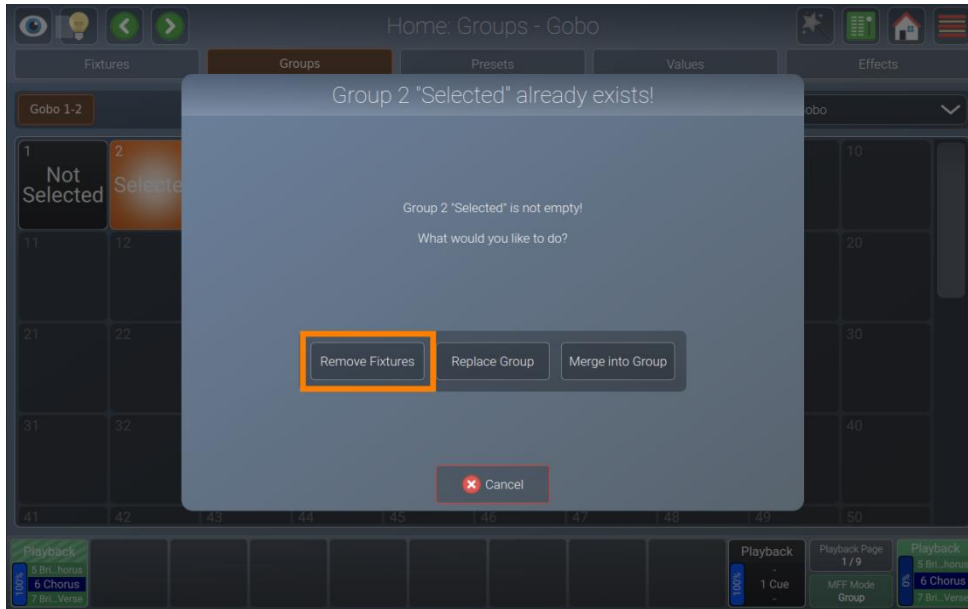 Home: Groups - Gobo
Fixtures
Groups
Presets
Values
Effects
Group 2 "Selected" already exists!
Gobo 1-2
obo
1
Not
Selected
2
Selecte
10
Group 2 "Selected" is not empty!
What would you like to do?
11
12
20
21
22
30
Remove Fixtures
Replace Group
Merge into Group
31
32
40
Cancel
41
42
43
44
45
46
47
48
49
50
Playback
100%
5 Bri...horus
6 Chorus
7 Bri...Verse
Playback
100%
-
1 Cue
-
Playback Page
1 / 9
MFF Mode
Group
Playback
0%
5 Bri...horus
6 Chorus
7 Bri...Verse